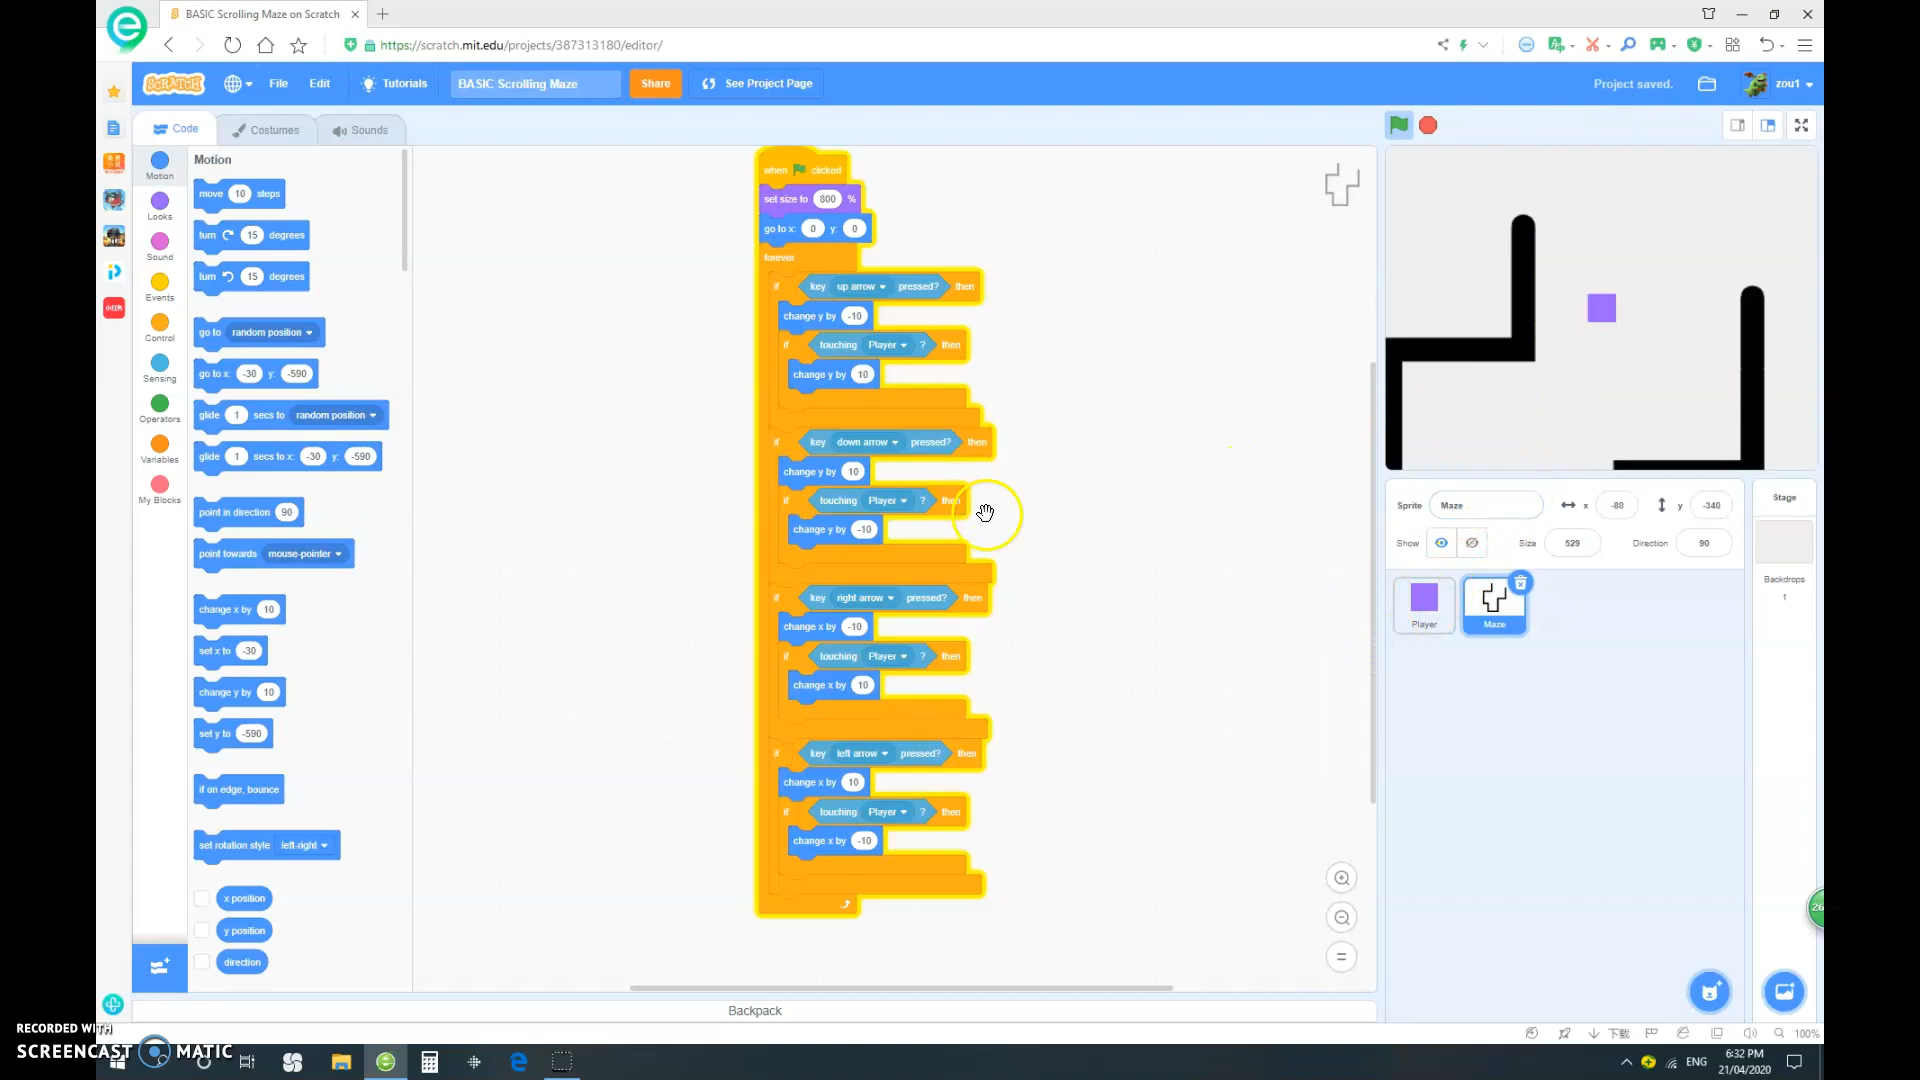 BASIC Scrolling Maze on Scratch
https://scratch.mit.edu/projects/387313180/editor/
SCRATCH
File
Edit
Tutorials
BASIC Scrolling Maze
Share
See Project Page
Project saved.
zou1
Code
Costumes
Sounds
Motion
Looks
Sound
Events
Control
Sensing
Operators
Variables
My Blocks
Motion
move 10 steps
turn 15 degrees
turn 15 degrees
go to random position
go to x: -30 y: -590
glide 1 secs to random position
glide 1 secs to x: -30 y: -590
point in direction 90
point towards mouse-pointer
change x by 10
set x to -30
change y by 10
set y to -590
if on edge, bounce
set rotation style left-right
x position
y position
direction
when clicked
set size to 800 %
go to x: 0 y: 0
forever
if key up arrow pressed? then
change y by -10
if touching Player ? then
change y by 10
if key down arrow pressed? then
change y by 10
if touching Player ? then
change y by -10
if key right arrow pressed? then
change x by -10
if touching Player ? then
change x by 10
if key left arrow pressed? then
change x by 10
if touching Player ? then
change x by -10
Sprite Maze x -80 y -340
Show Size 529 Direction 90
Player
Maze
Stage
Backdrops
1
Backpack
下载
100%
RECORDED WITH
SCREENCAST MATIC
ENG
6:32 PM
21/04/2020